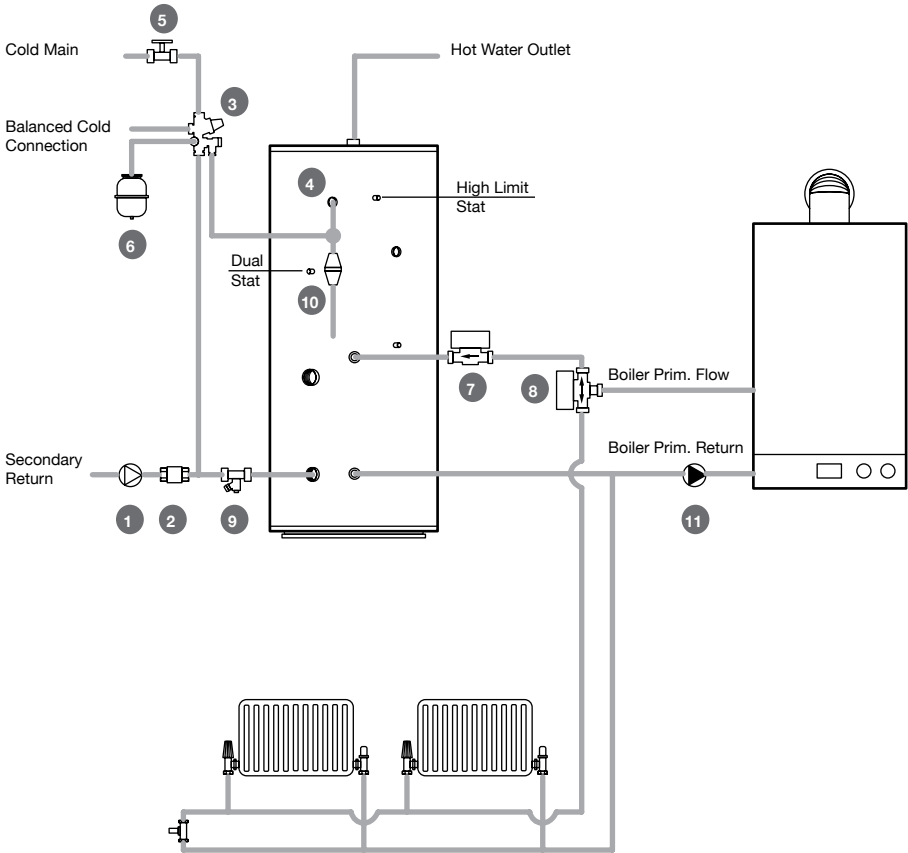 5
Cold Main
Hot Water Outlet
3
Balanced Cold
Connection
4
High Limit
Stat
6
Dual
Stat
10
7
8
Boiler Prim. Flow
Secondary
Return
Boiler Prim. Return
1
2
9
11